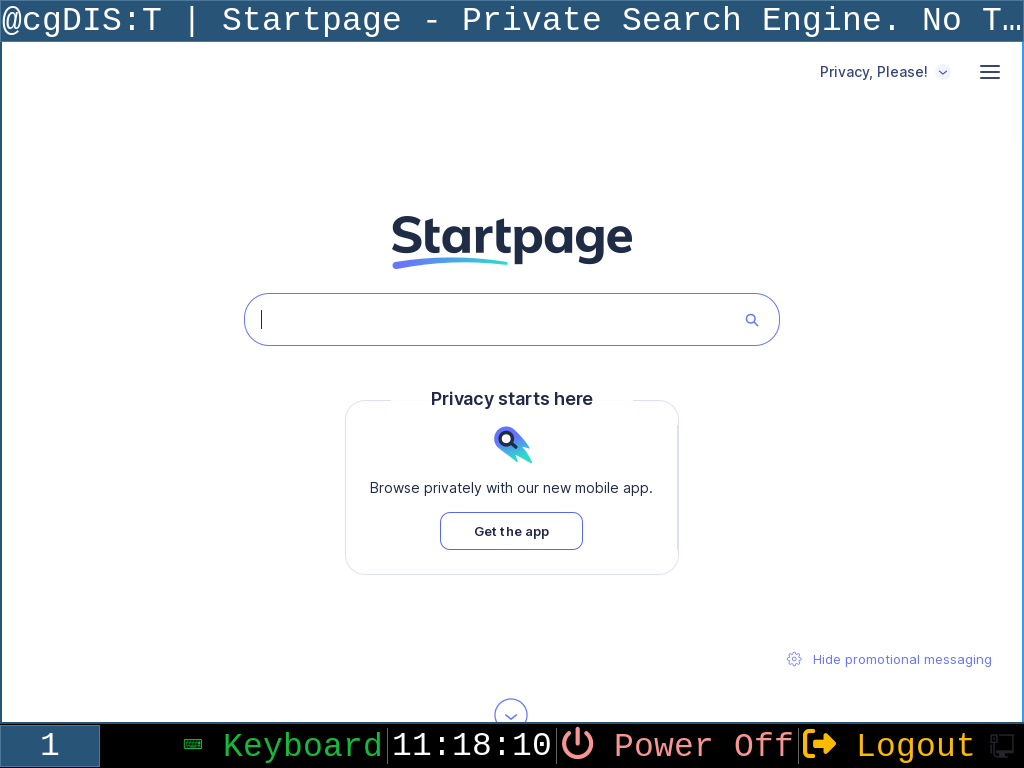 @cgDIS:T | Startpage - Private Search Engine. No T…
Privacy, Please!
Startpage
Privacy starts here
Browse privately with our new mobile app.
Get the app
Hide promotional messaging
1 Keyboard 11:18:10 Power Off Logout